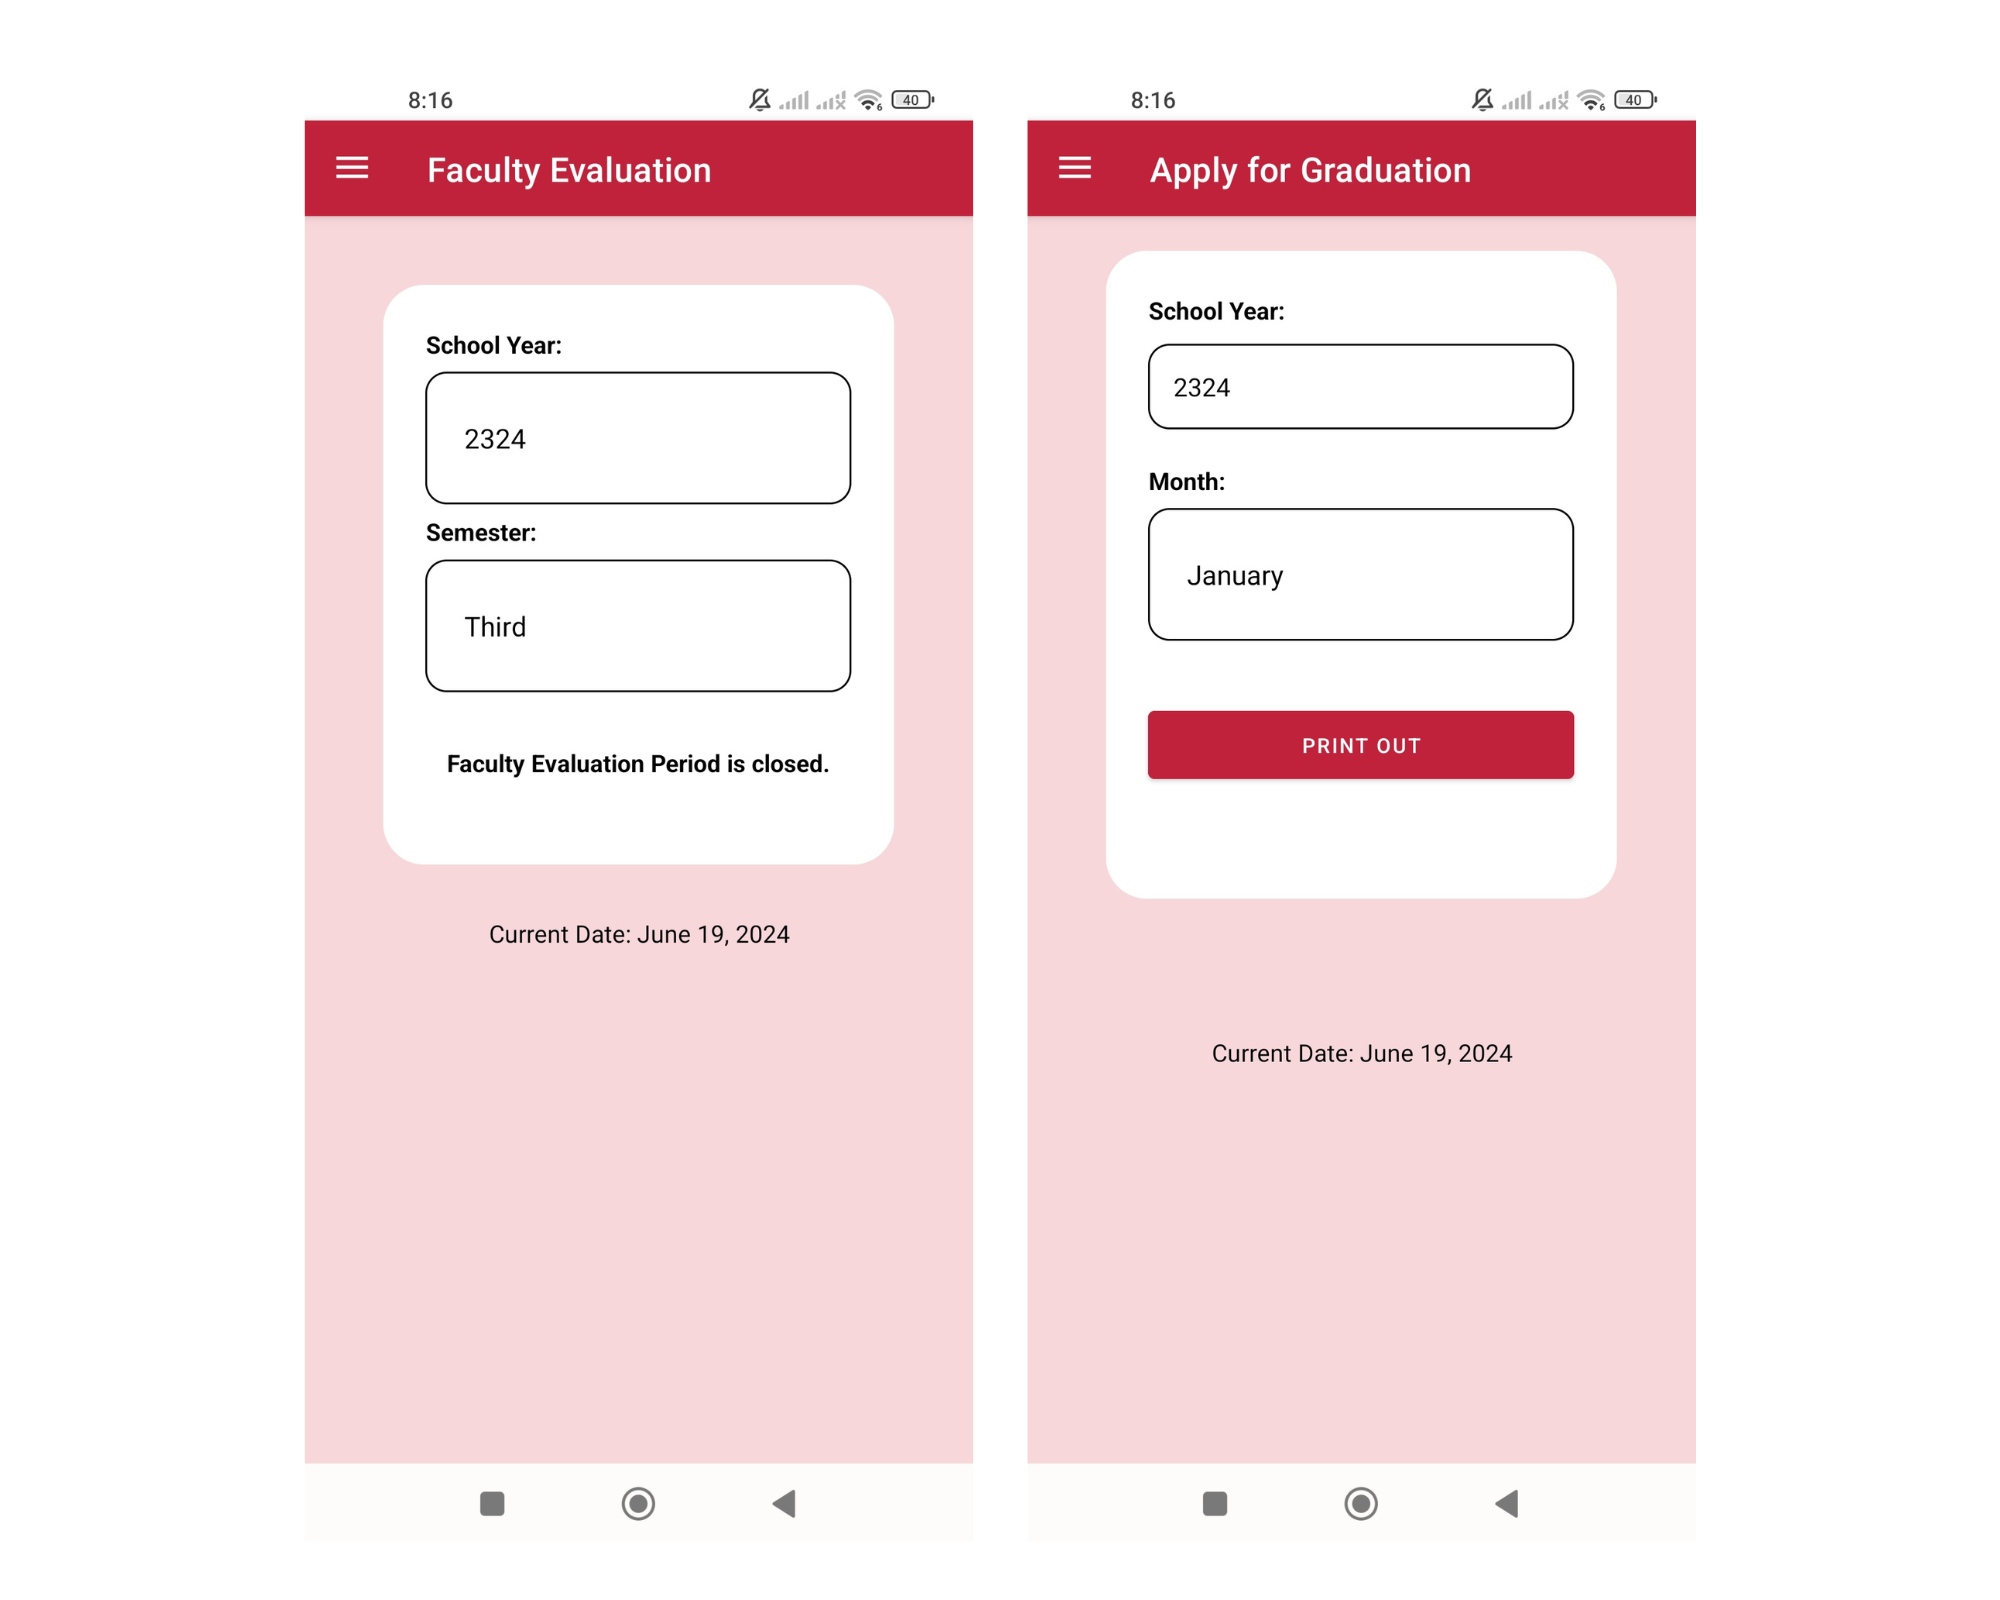 8:16
6
40
Faculty Evaluation
School Year:
2324
Semester:
Third
Faculty Evaluation Period is closed.
Current Date: June 19, 2024
8:16
6
40
Apply for Graduation
School Year:
2324
Month:
January
PRINT OUT
Current Date: June 19, 2024